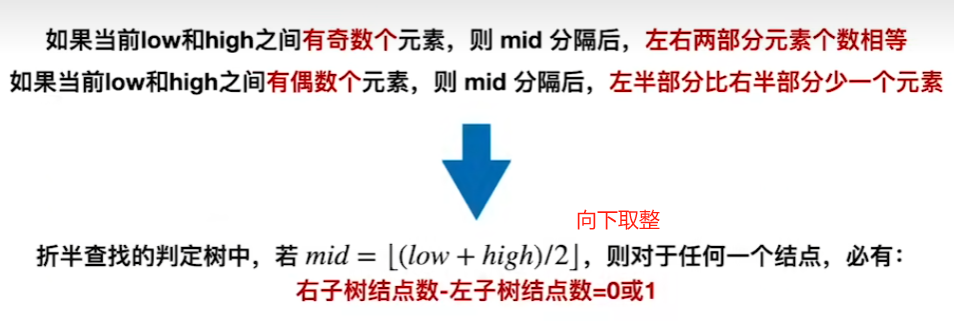 如果当前low和high之间有奇数个元素，则 mid 分隔后，左右两部分元素个数相等
如果当前low和high之间有偶数个元素，则 mid 分隔后，左半部分比右半部分少一个元素
向下取整
折半查找的判定树中，若 mid = ⌊(low + high)/2⌋，则对于任何一个结点，必有：
右子树结点数-左子树结点数=0或1